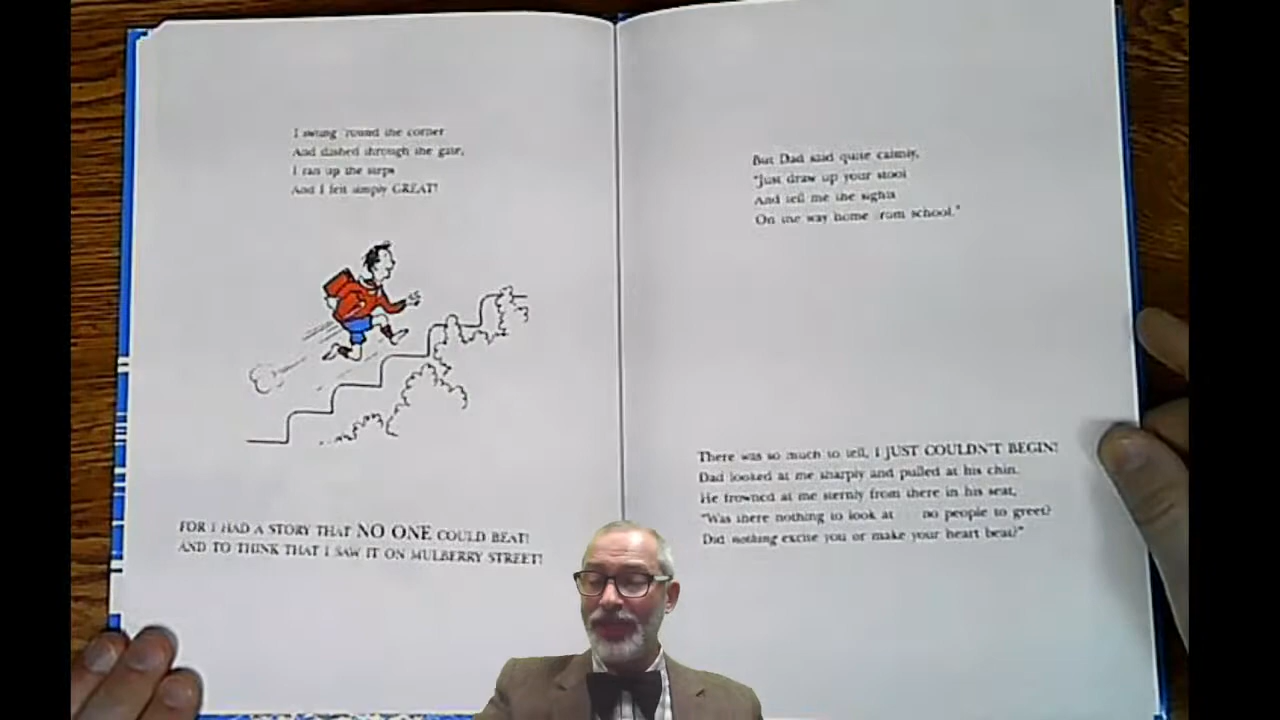 I swung 'round the corner
And dashed through the gate,
I ran up the steps
And I felt simply GREAT!
FOR I HAD A STORY THAT NO ONE COULD BEAT!
AND TO THINK THAT I SAW IT ON MULBERRY STREET!
But Dad said quite calmly,
"Just draw up your stool
And tell me the sights
On the way home from school."
There was so much to tell, I JUST COULDN'T BEGIN!
Dad looked at me sharply and pulled at his chin.
He frowned at me sternly from there in his seat,
"Was there nothing to look at no people to greet?
Did nothing excite you or make your heart beat?"